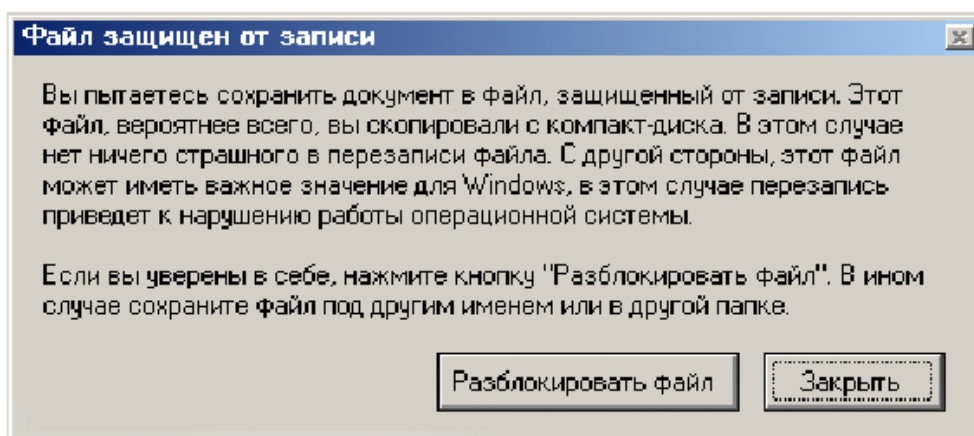 Файл защищен от записи
Вы пытаетесь сохранить документ в файл, защищенный от записи. Этот
файл, вероятнее всего, вы скопировали с компакт-диска. В этом случае
нет ничего страшного в перезаписи файла. С другой стороны, этот файл
может иметь важное значение для Windows, в этом случае перезапись
приведет к нарушению работы операционной системы.
Если вы уверены в себе, нажмите кнопку "Разблокировать файл". В ином
случае сохраните файл под другим именем или в другой папке.
Разблокировать файл Закрыть